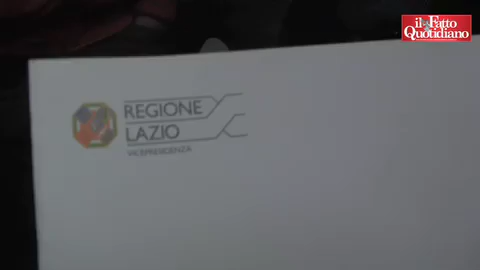 il Fatto
Quotidiano
REGIONE
LAZIO
VICEPRESIDENZA